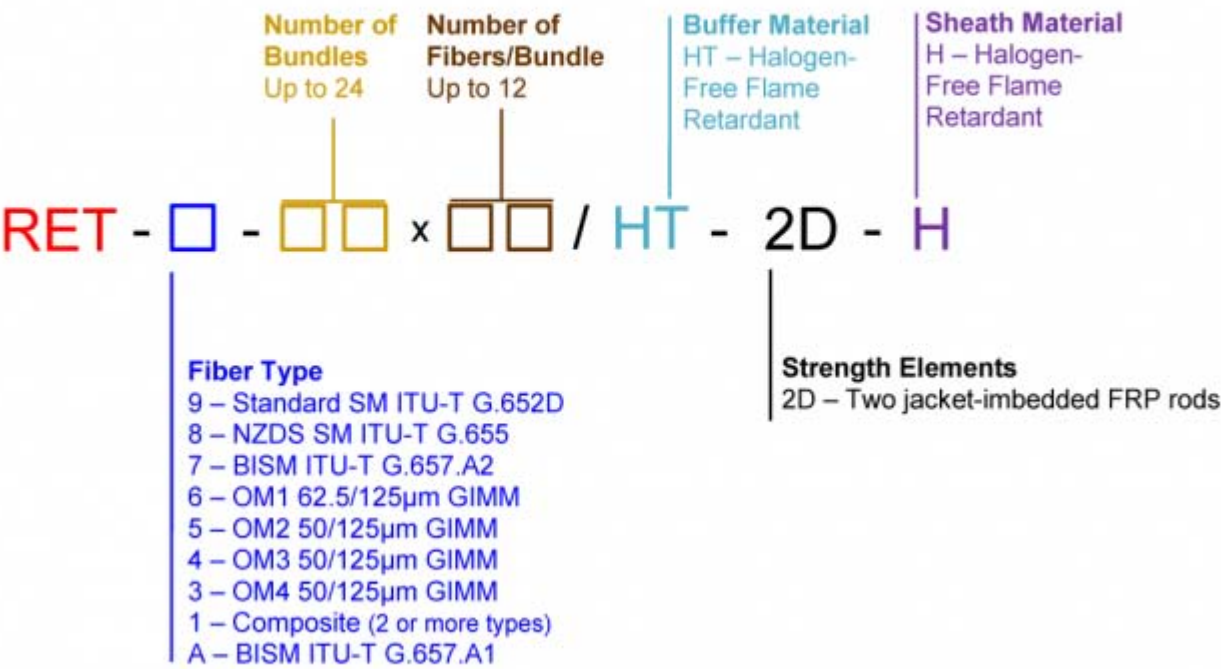 Number of
Bundles
Up to 24
Number of
Fibers/Bundle
Up to 12
Buffer Material
HT – Halogen-
Free Flame
Retardant
Sheath Material
H – Halogen-
Free Flame
Retardant
RET - □ - □□ x □□ / HT - 2D - H
Fiber Type
9 – Standard SM ITU-T G.652D
8 – NZDS SM ITU-T G.655
7 – BISM ITU-T G.657.A2
6 – OM1 62.5/125µm GIMM
5 – OM2 50/125µm GIMM
4 – OM3 50/125µm GIMM
3 – OM4 50/125µm GIMM
1 – Composite (2 or more types)
A – BISM ITU-T G.657.A1
Strength Elements
2D – Two jacket-imbedded FRP rods